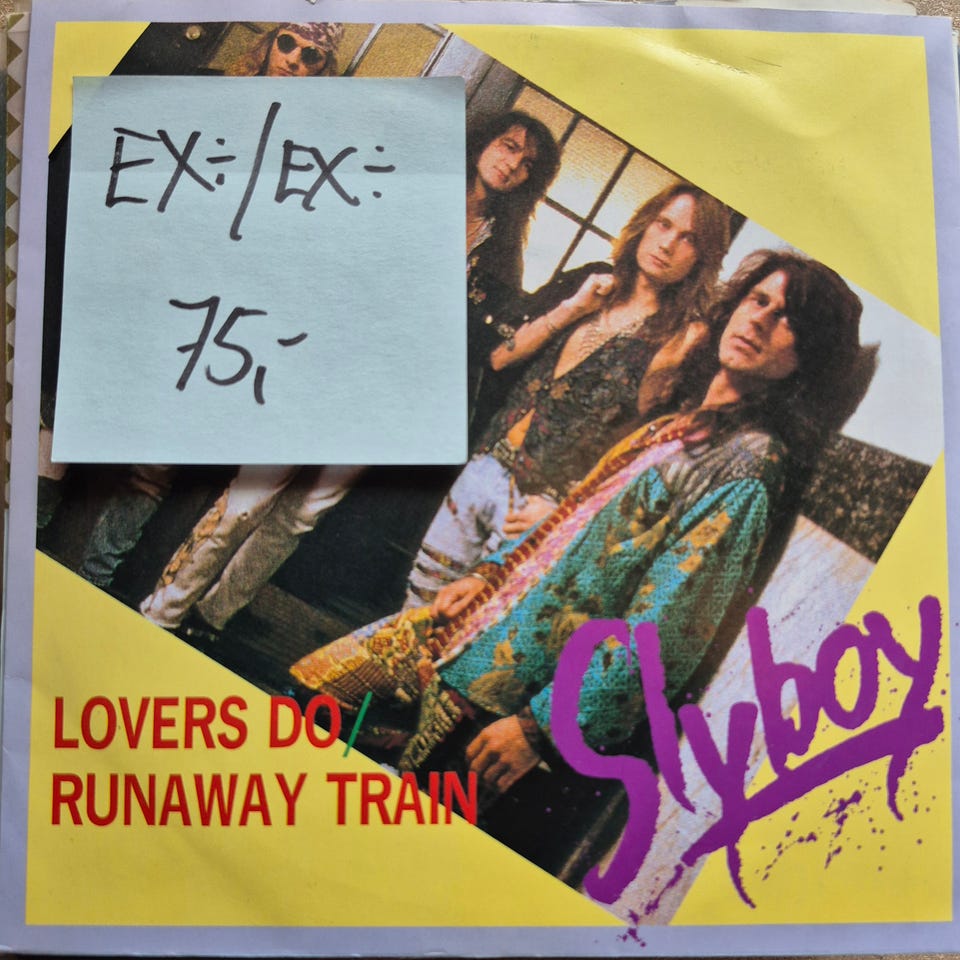 EX÷/EX÷
75,-
LOVERS DO/
RUNAWAY TRAIN
Slyboy